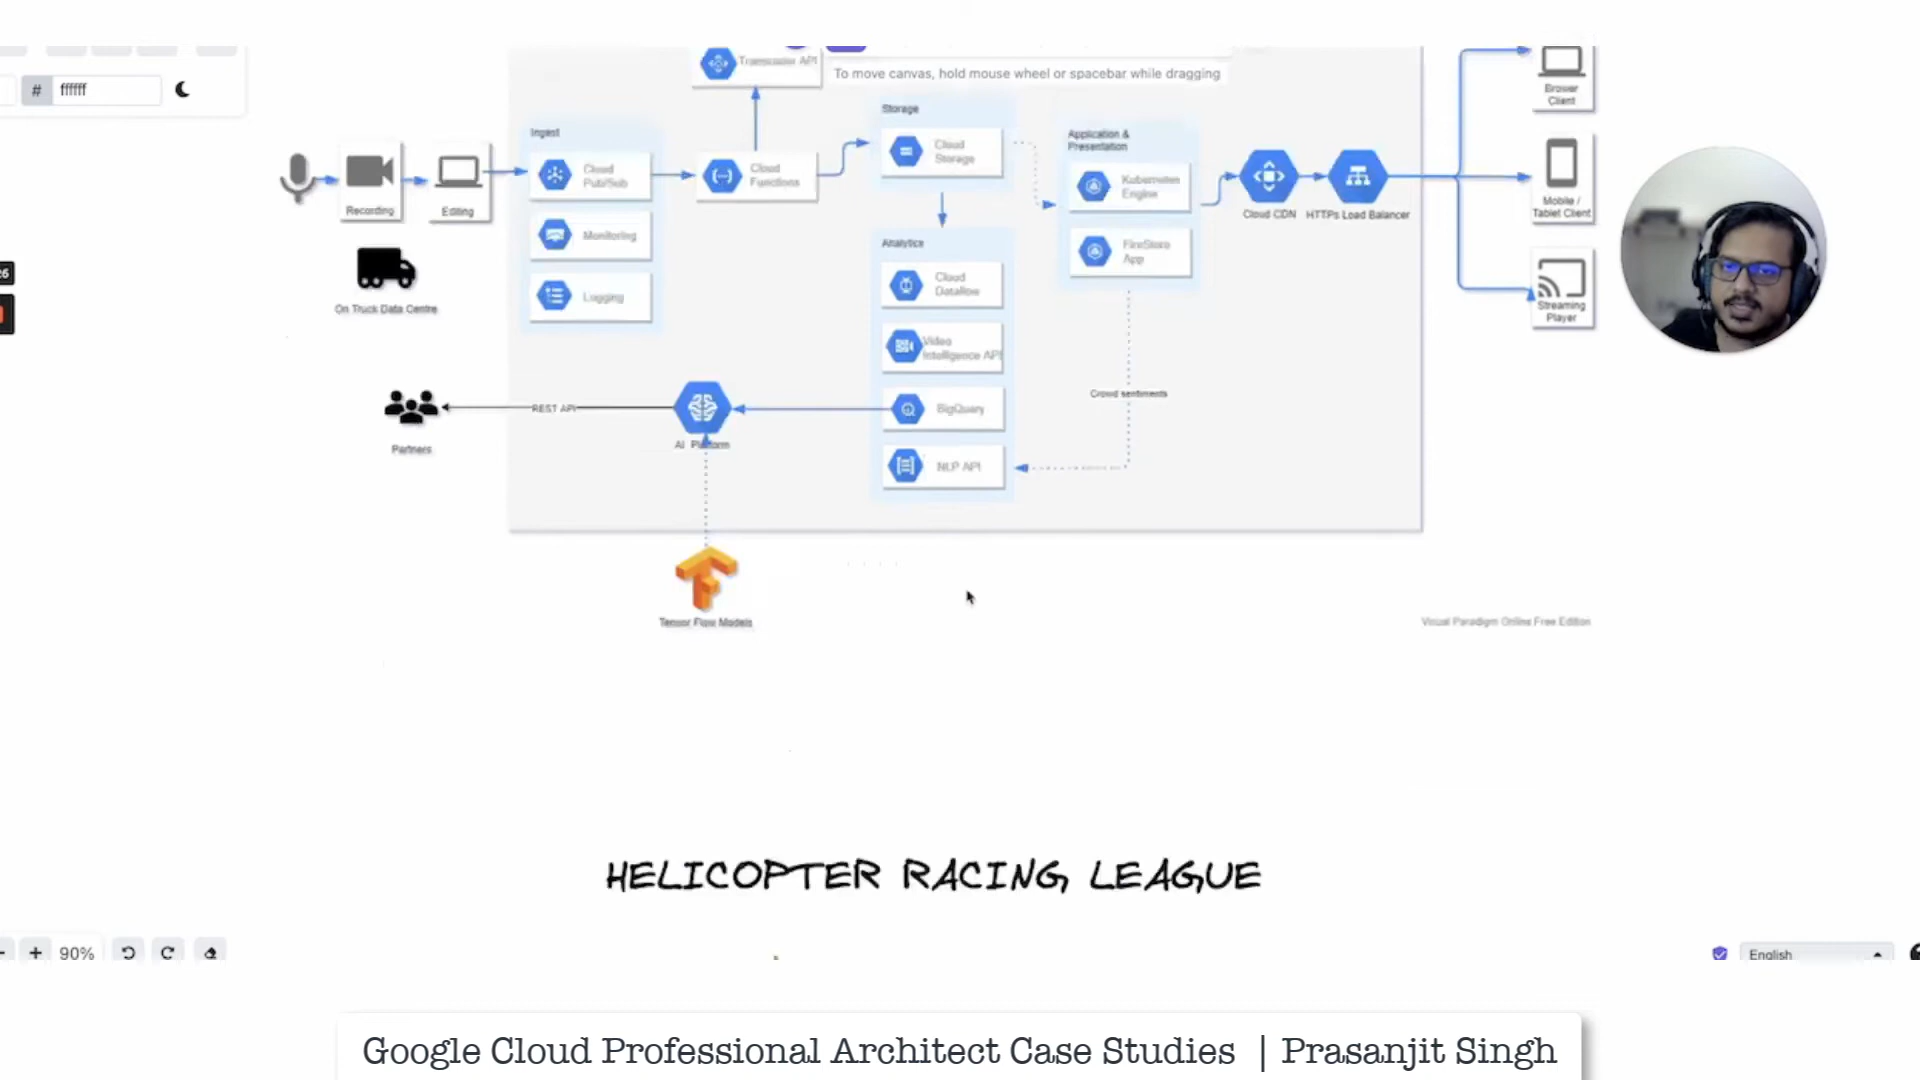 # ffffff
Transcoder API
To move canvas, hold mouse wheel or spacebar while dragging
Brower
Client
Storage
Ingest
Application &
Presentation
Cloud
Storage
Cloud
Pub/Sub
Cloud
Functions
Kubernetes
Engine
Recording
Editing
Cloud CDN
HTTPs Load Balancer
Mobile /
Tablet Client
Monitoring
Analytics
FireStore
App
26
Cloud
Dataflow
Logging
On Truck Data Centre
Streaming
Player
Video
Intelligence API
Crowd sentiments
REST API
BigQuery
AI Platform
Partners
NLP API
Tensor Flow Models
Visual Paradigm Online Free Edition
HELICOPTER RACING LEAGUE
90%
English
Google Cloud Professional Architect Case Studies | Prasanjit Singh